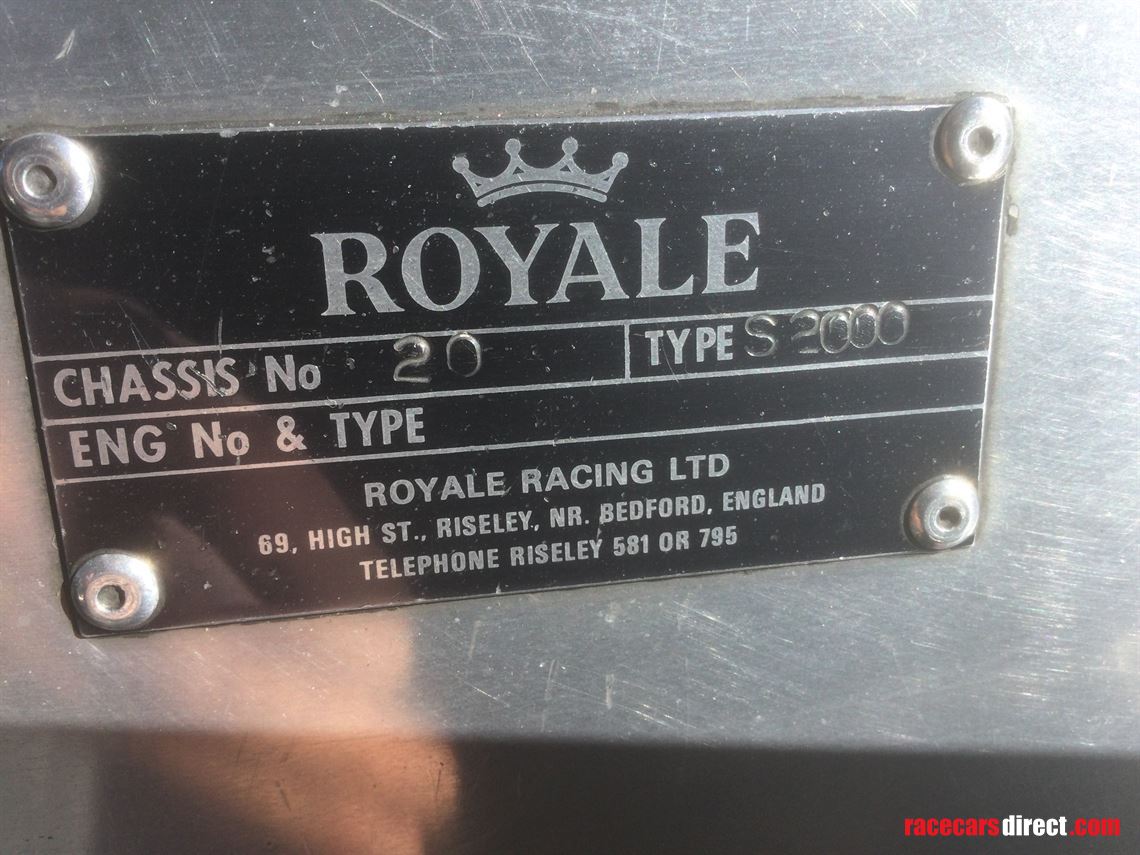 ROYALE
CHASSIS No 20 TYPE S2000
ENG No & TYPE
ROYALE RACING LTD
69, HIGH ST., RISELEY, NR. BEDFORD, ENGLAND
TELEPHONE RISELEY 581 OR 795
racecarsdirect.com